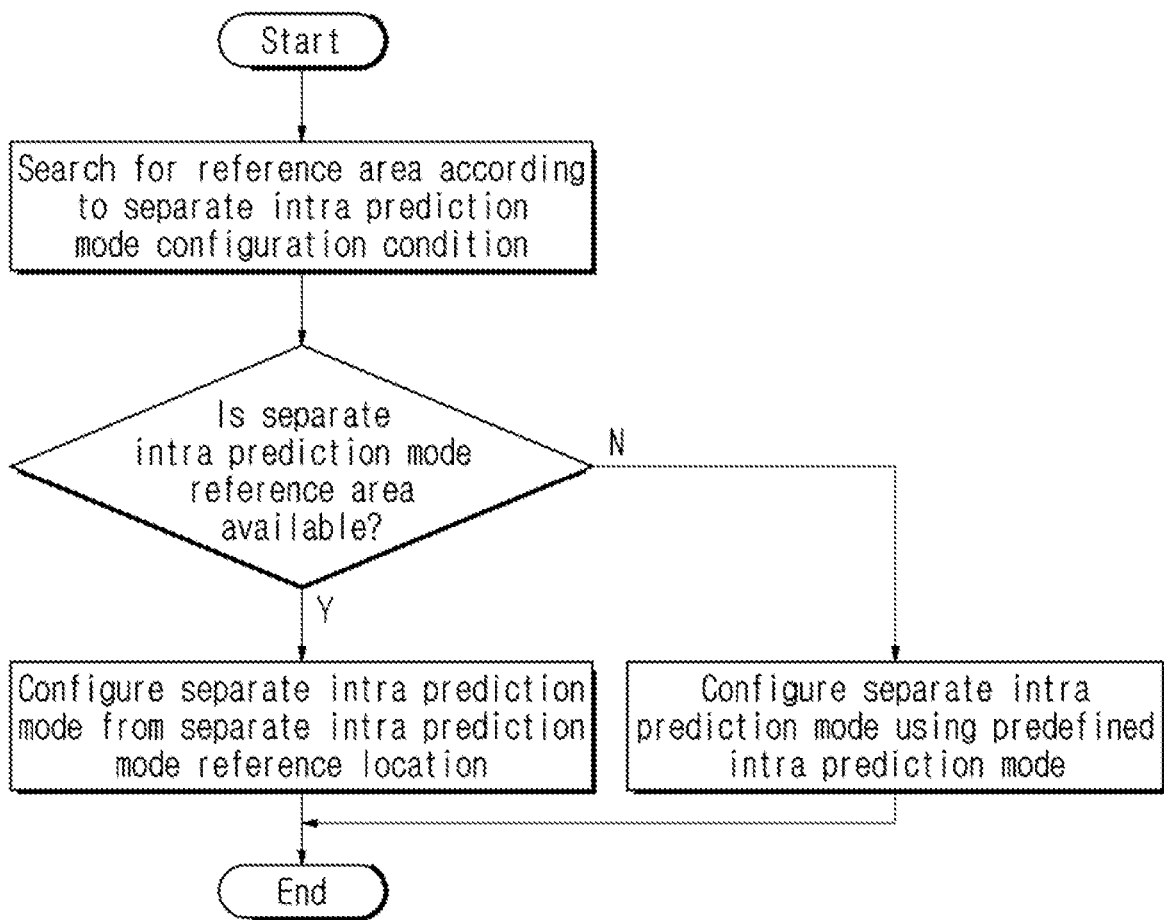 Start
Search for reference area according
to separate intra prediction
mode configuration condition
Is separate
intra prediction mode
reference area
available?
N
Y
Configure separate intra prediction
mode from separate intra prediction
mode reference location
Configure separate intra
prediction mode using predefined
intra prediction mode
End